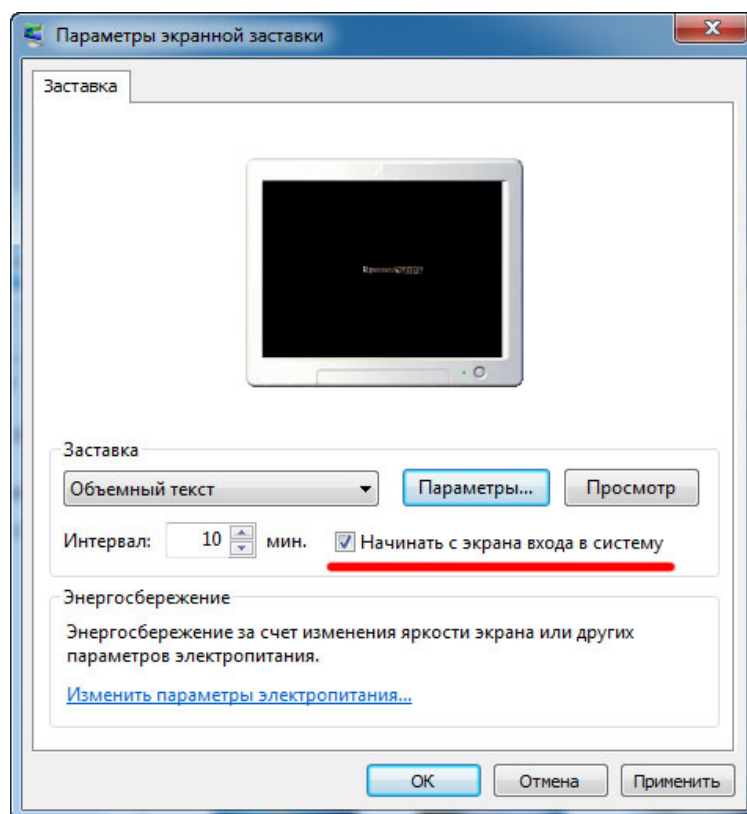 Параметры экранной заставки
Заставка
Заставка
Объемный текст
Параметры...
Просмотр
Интервал: 10 мин. Начинать с экрана входа в систему
Энергосбережение
Энергосбережение за счет изменения яркости экрана или других
параметров электропитания.
Изменить параметры электропитания...
ОК Отмена Применить